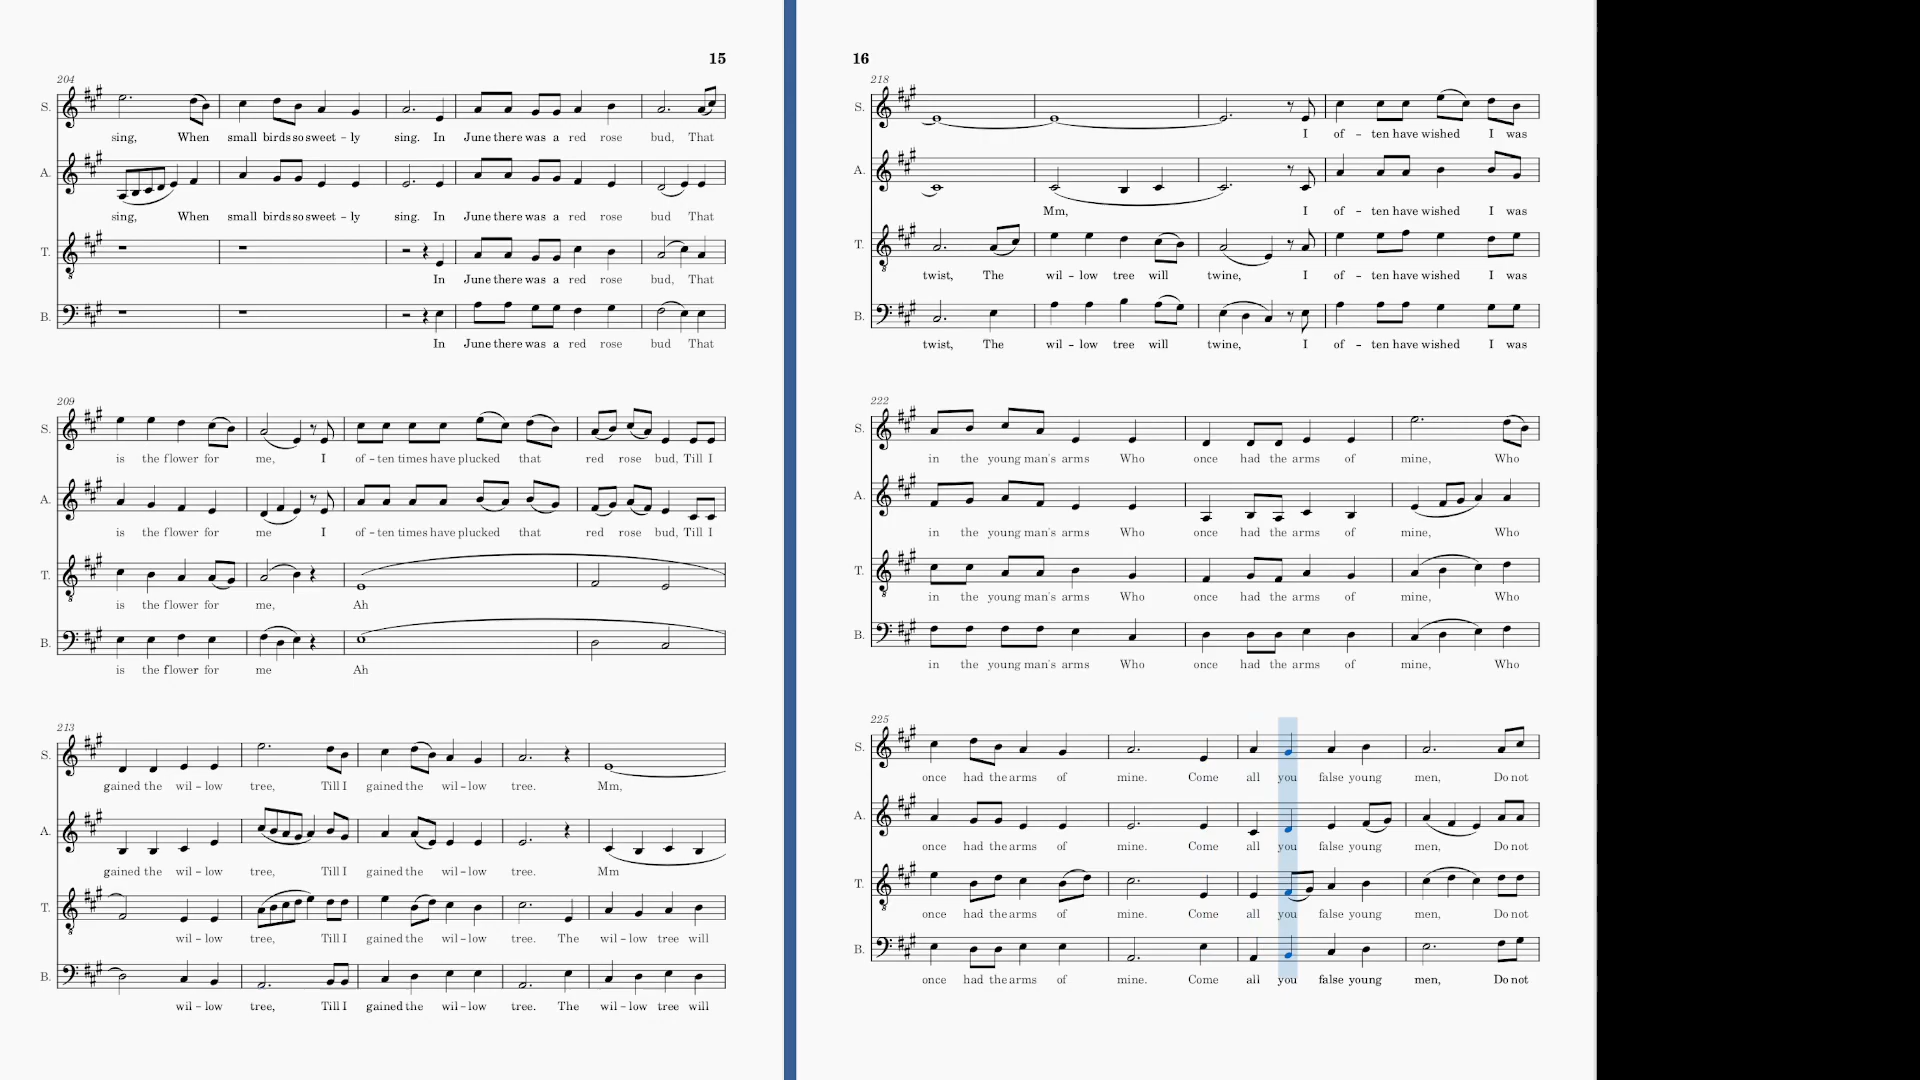 15
204
S.
sing, When small birds so sweet – ly sing. In June there was a red rose bud, That
A.
sing, When small birds so sweet – ly sing. In June there was a red rose bud That
T.
In June there was a red rose bud, That
B.
In June there was a red rose bud That
209
S.
is the flower for me, I of – ten times have plucked that red rose bud, Till I
A.
is the flower for me I of – ten times have plucked that red rose bud, Till I
T.
is the flower for me, Ah
B.
is the flower for me Ah
213
S.
gained the wil – low tree, Till I gained the wil – low tree. Mm,
A.
gained the wil – low tree, Till I gained the wil – low tree. Mm
T.
wil – low tree, Till I gained the wil – low tree. The wil – low tree will
B.
wil – low tree, Till I gained the wil – low tree. The wil – low tree will
16
218
S.
I of – ten have wished I was
A.
Mm, I of – ten have wished I was
T.
twist, The wil – low tree will twine, I of – ten have wished I was
B.
twist, The wil – low tree will twine, I of – ten have wished I was
222
S.
in the young man's arms Who once had the arms of mine, Who
A.
in the young man's arms Who once had the arms of mine, Who
T.
in the young man's arms Who once had the arms of mine, Who
B.
in the young man's arms Who once had the arms of mine, Who
225
S.
once had the arms of mine. Come all you false young men, Do not
A.
once had the arms of mine. Come all you false young men, Do not
T.
once had the arms of mine. Come all you false young men, Do not
B.
once had the arms of mine. Come all you false young men, Do not